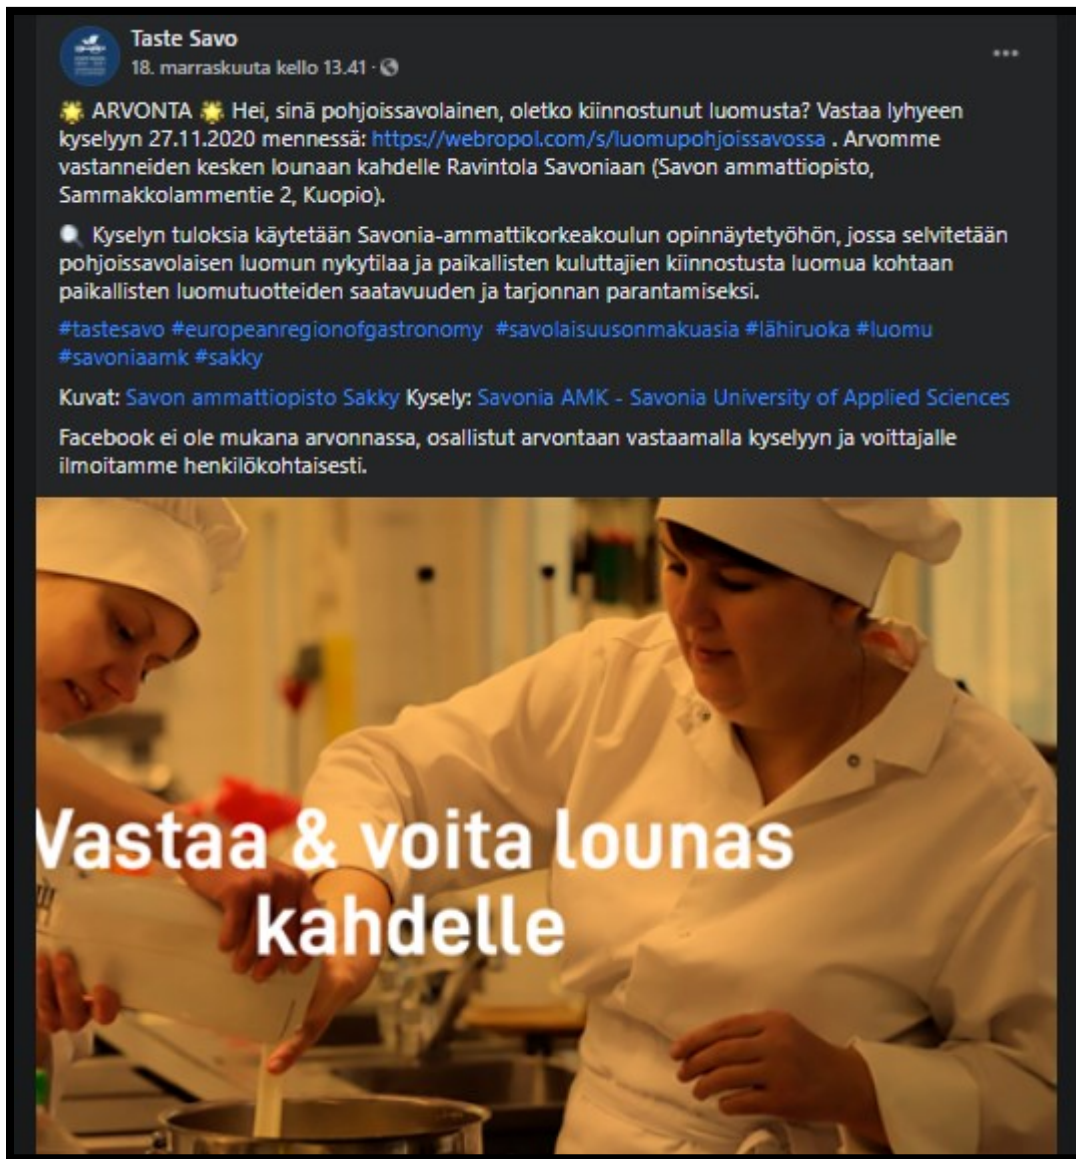 Taste Savo
18. marraskuuta kello 13.41 ·
🌟 ARVONTA 🌟 Hei, sinä pohjoissavolainen, oletko kiinnostunut luomusta? Vastaa lyhyeen
kyselyyn 27.11.2020 mennessä: https://webropol.com/s/luomupohjoissavossa . Arvomme
vastanneiden kesken lounaan kahdelle Ravintola Savoniaan (Savon ammattiopisto,
Sammakkolammentie 2, Kuopio).
🔍 Kyselyn tuloksia käytetään Savonia-ammattikorkeakoulun opinnäytetyöhön, jossa selvitetään
pohjoissavolaisen luomun nykytilaa ja paikallisten kuluttajien kiinnostusta luomua kohtaan
paikallisten luomutuotteiden saatavuuden ja tarjonnan parantamiseksi.
#tastesavo #europeanregionofgastronomy #savolaisuusonmakuasia #lähiruoka #luomu
#savoniaamk #sakky
Kuvat: Savon ammattiopisto Sakky Kysely: Savonia AMK - Savonia University of Applied Sciences
Facebook ei ole mukana arvonnassa, osallistut arvontaan vastaamalla kyselyyn ja voittajalle
ilmoitamme henkilökohtaisesti.
Vastaa & voita lounas
kahdelle